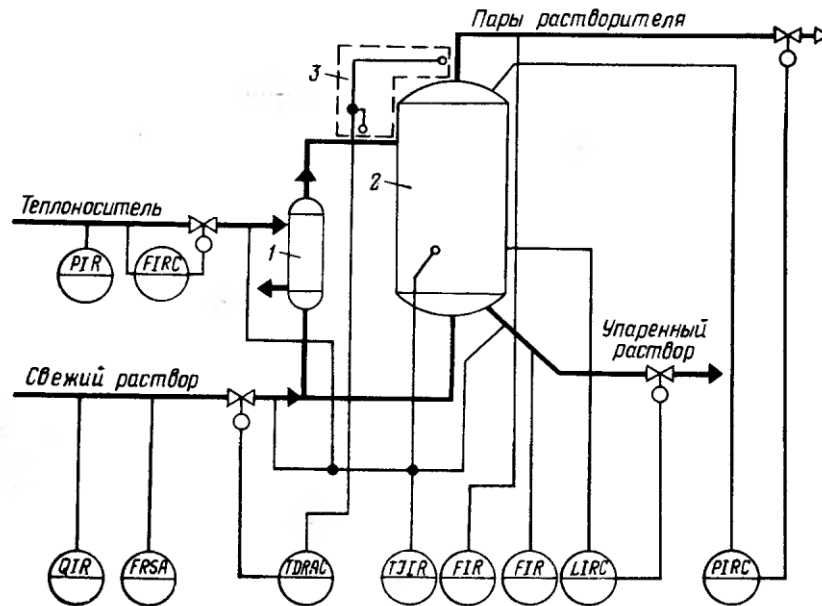 Пары растворителя
3
2
Теплоноситель
1
PIR
FIRC
Упаренный
раствор
Свежий раствор
QIR
FRSA
TDRAC
TJIR
FIR
FIR
LIRC
PIRC